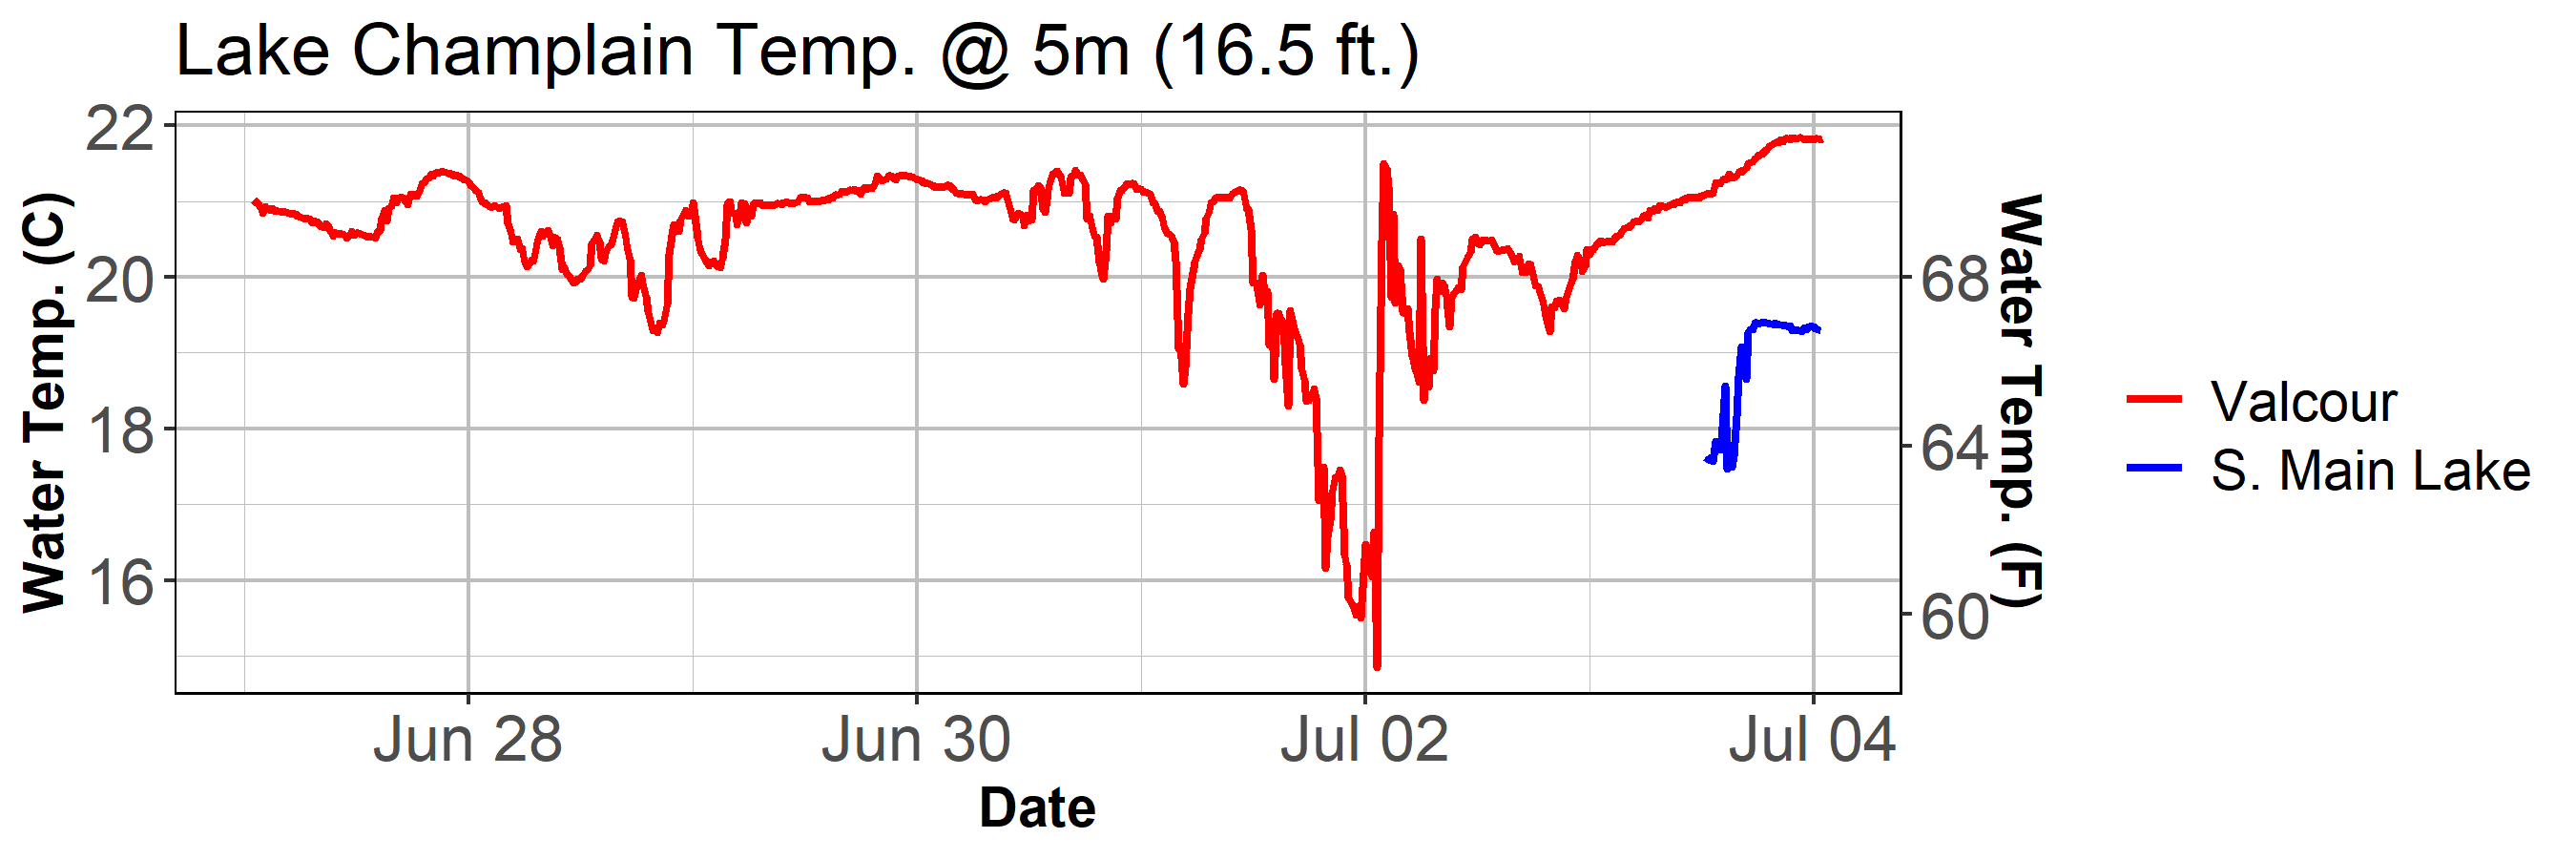 Lake Champlain Temp. @ 5m (16.5 ft.)
Water Temp. (C)
22
20
18
16
68
64
60
Water Temp. (F)
Jun 28
Jun 30
Jul 02
Jul 04
Date
Valcour
S. Main Lake